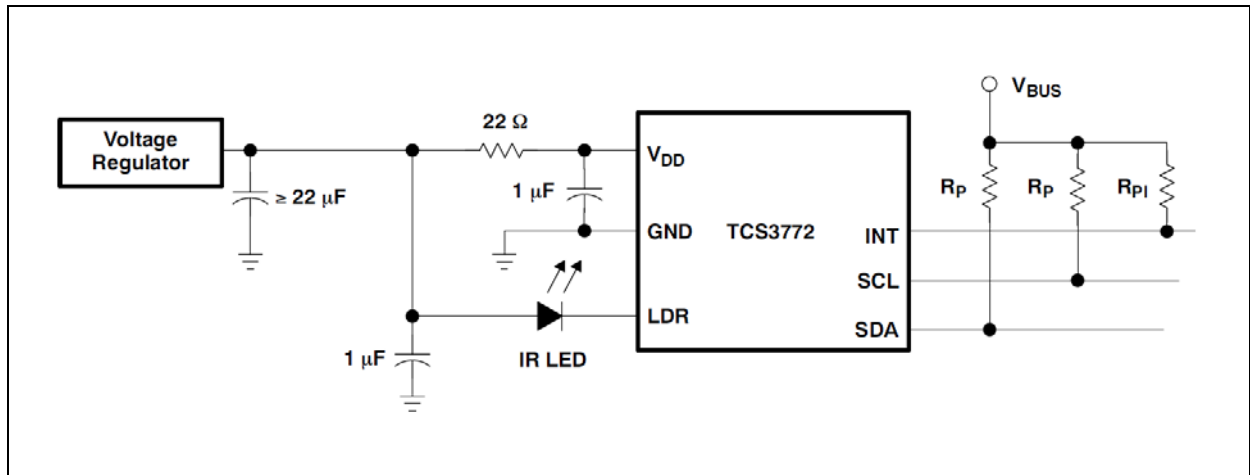 Voltage
Regulator
≥ 22 μF
22 Ω
1 μF
1 μF
IR LED
V_DD
GND
LDR
TCS3772
INT
SCL
SDA
V_BUS
R_P
R_P
R_PI